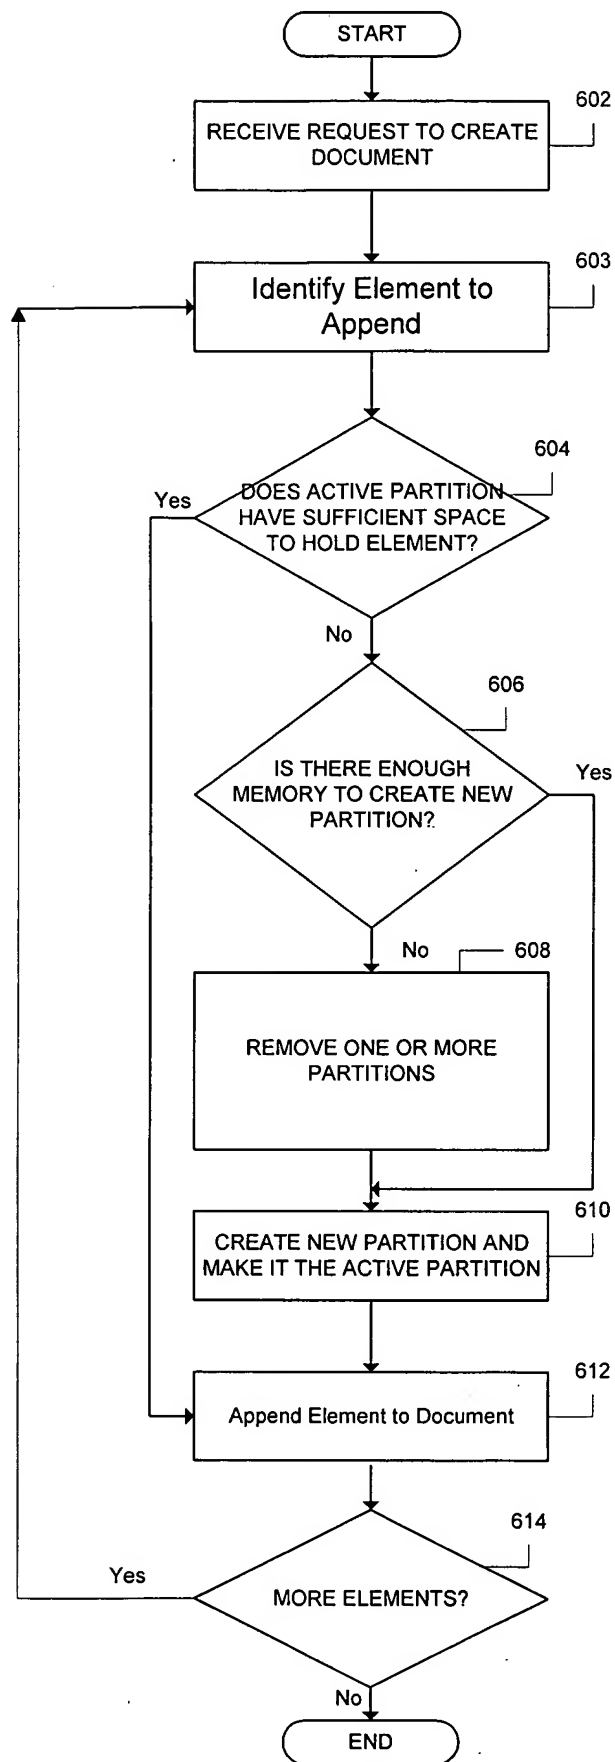 START
602
RECEIVE REQUEST TO CREATE
DOCUMENT
603
Identify Element to
Append
604
Yes
DOES ACTIVE PARTITION
HAVE SUFFICIENT SPACE
TO HOLD ELEMENT?
No
606
IS THERE ENOUGH
MEMORY TO CREATE NEW
PARTITION?
Yes
No
608
REMOVE ONE OR MORE
PARTITIONS
610
CREATE NEW PARTITION AND
MAKE IT THE ACTIVE PARTITION
612
Append Element to Document
614
Yes
MORE ELEMENTS?
No
END